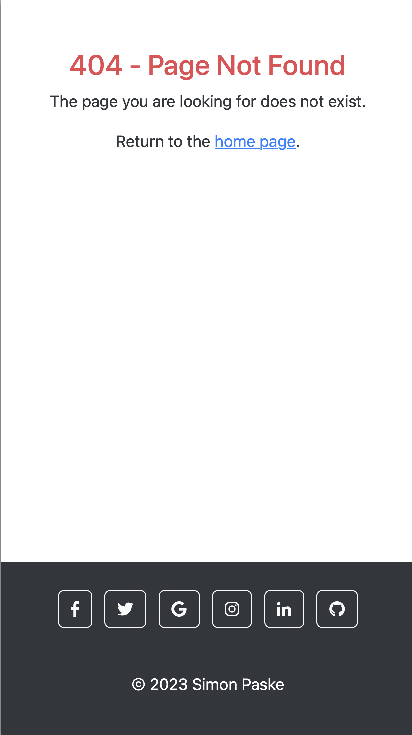 404 - Page Not Found
The page you are looking for does not exist.
Return to the home page.
© 2023 Simon Paske